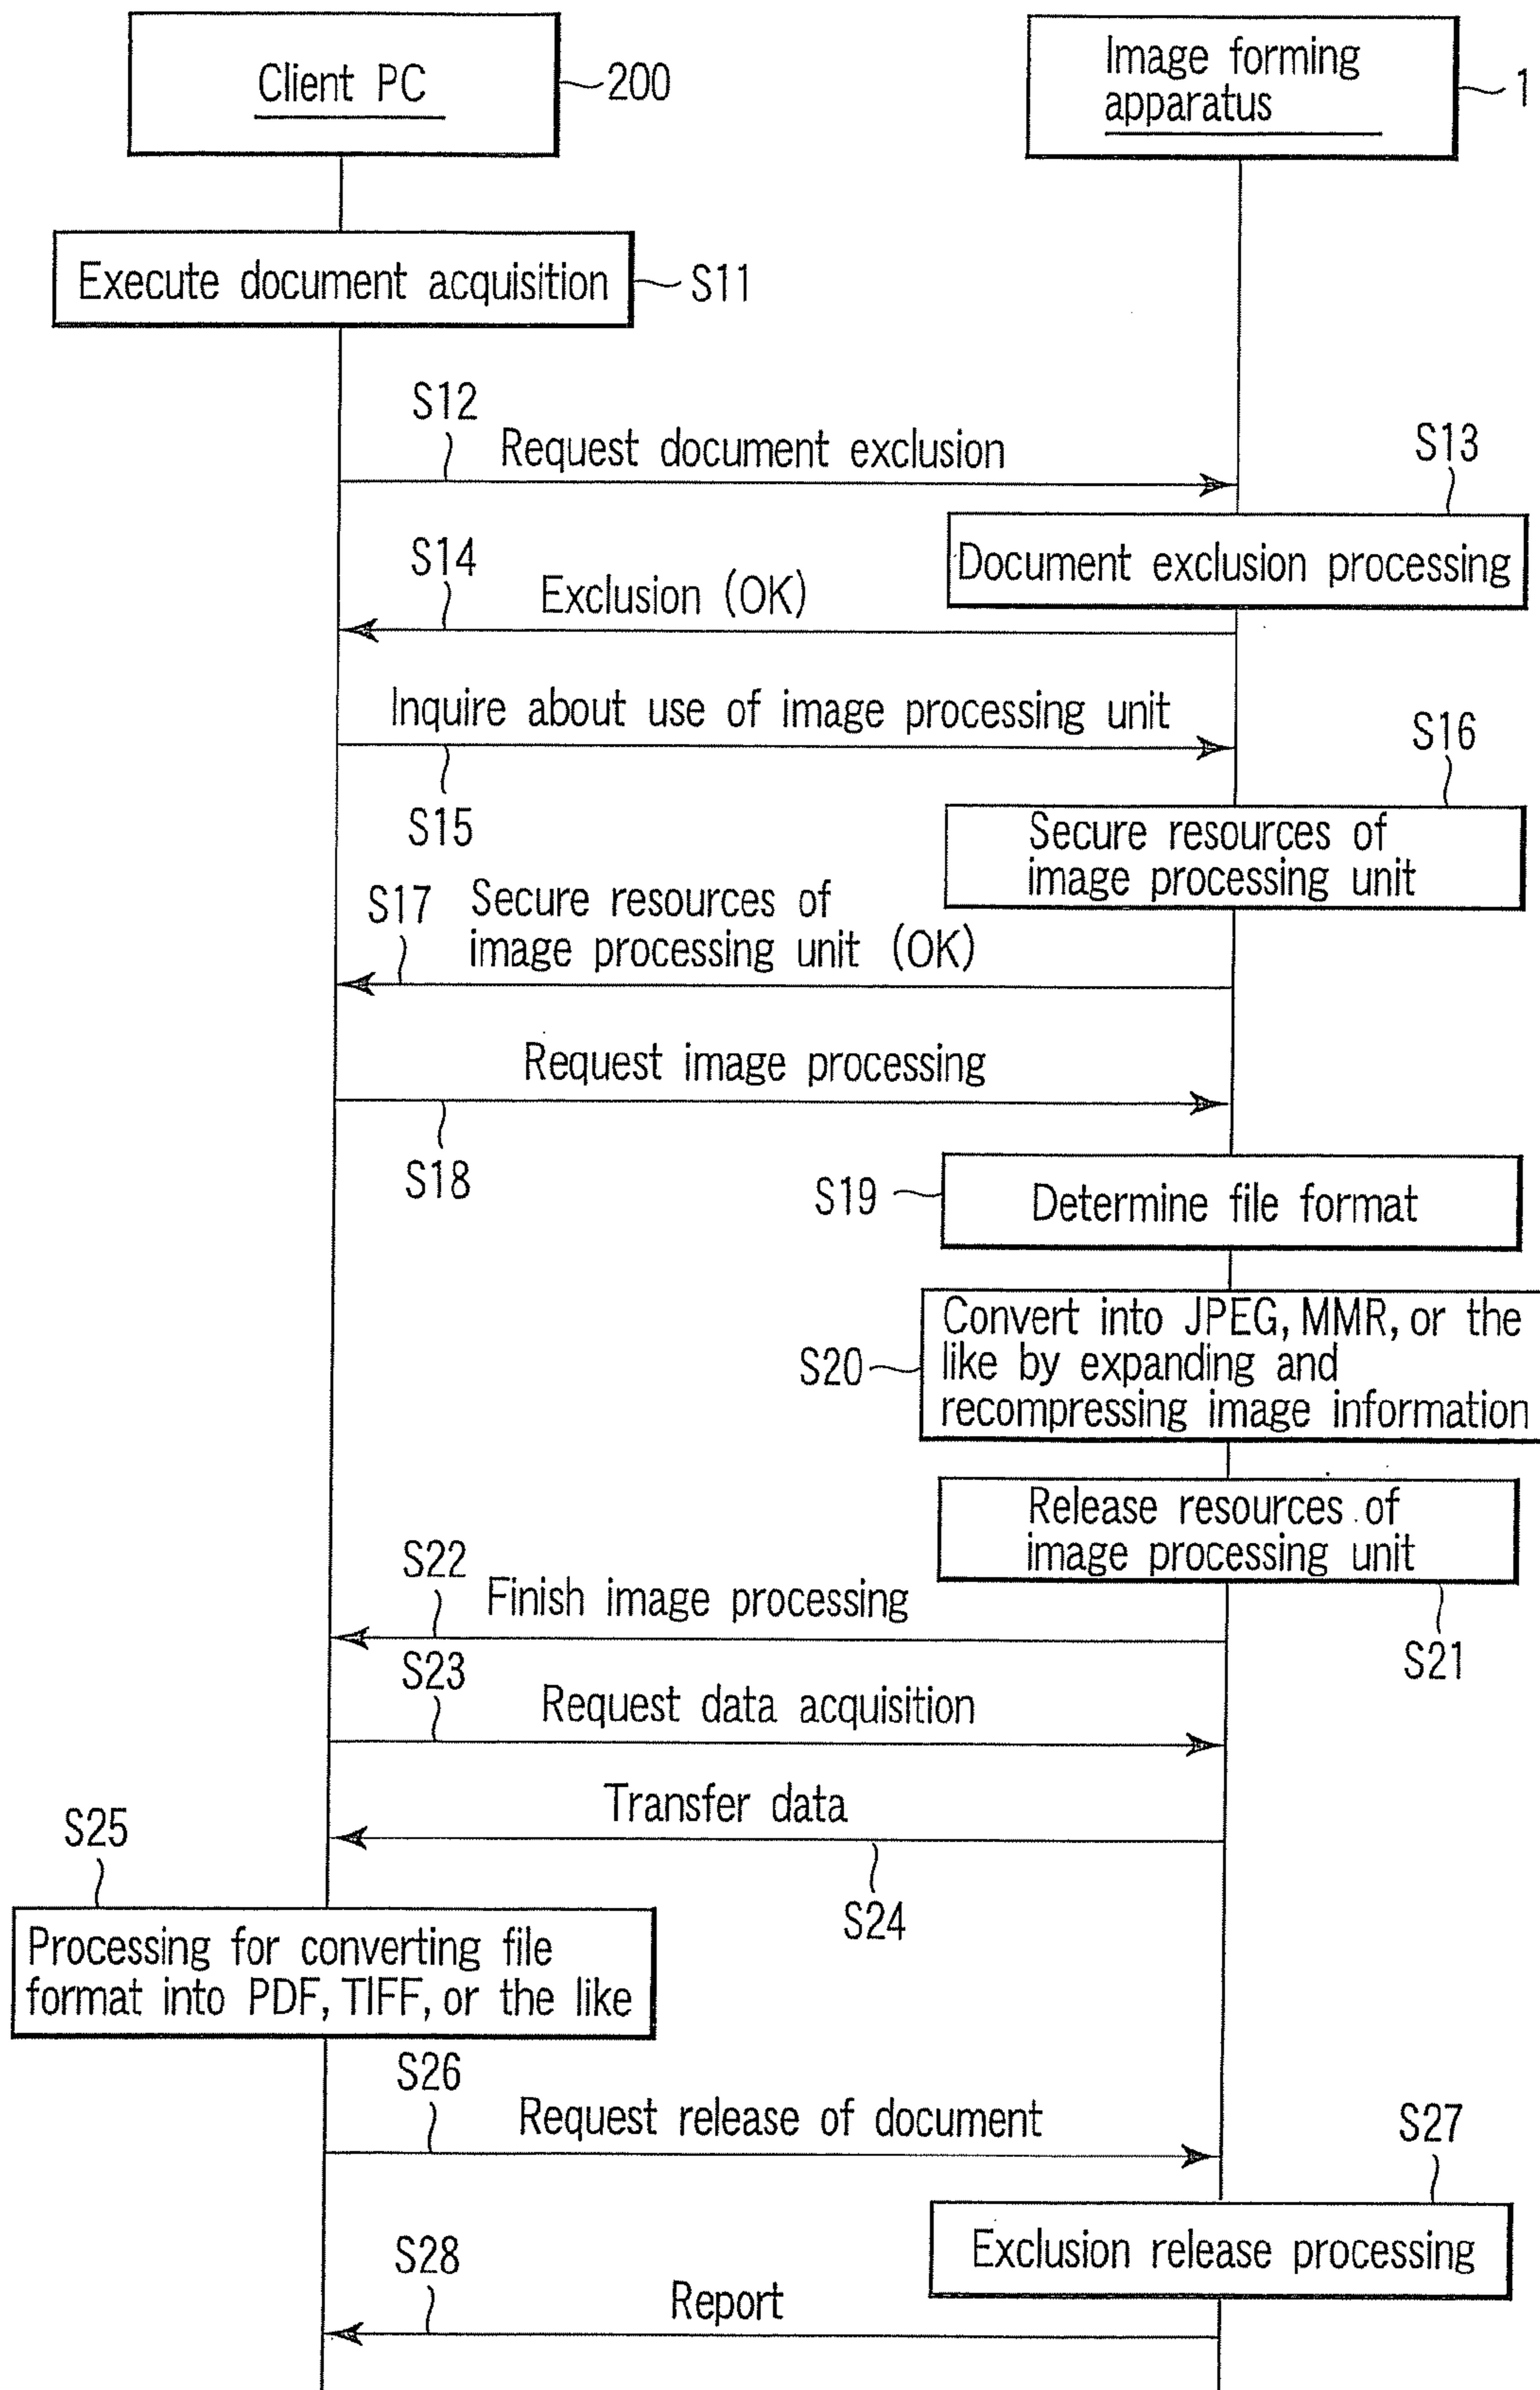 Client PC
200
Image forming
apparatus
1
Execute document acquisition
S11
S12
Request document exclusion
S13
Document exclusion processing
S14
Exclusion (OK)
Inquire about use of image processing unit
S15
S16
Secure resources of
image processing unit
S17
Secure resources of
image processing unit (OK)
Request image processing
S18
S19
Determine file format
S20
Convert into JPEG, MMR, or the
like by expanding and
recompressing image information
Release resources of
image processing unit
S21
S22
Finish image processing
S23
Request data acquisition
Transfer data
S24
S25
Processing for converting file
format into PDF, TIFF, or the like
S26
Request release of document
S27
Exclusion release processing
S28
Report